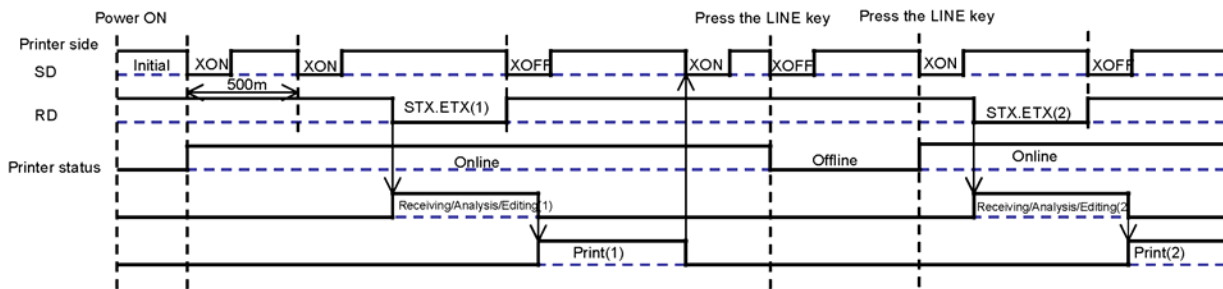 Power ON
Press the LINE key
Press the LINE key
Printer side
SD
Initial
XON
XON
XOFF
XON
XOFF
XON
XOFF
500m
RD
STX.ETX(1)
STX.ETX(2)
Printer status
Online
Offline
Online
Receiving/Analysis/Editing(1)
Receiving/Analysis/Editing(2
Print(1)
Print(2)